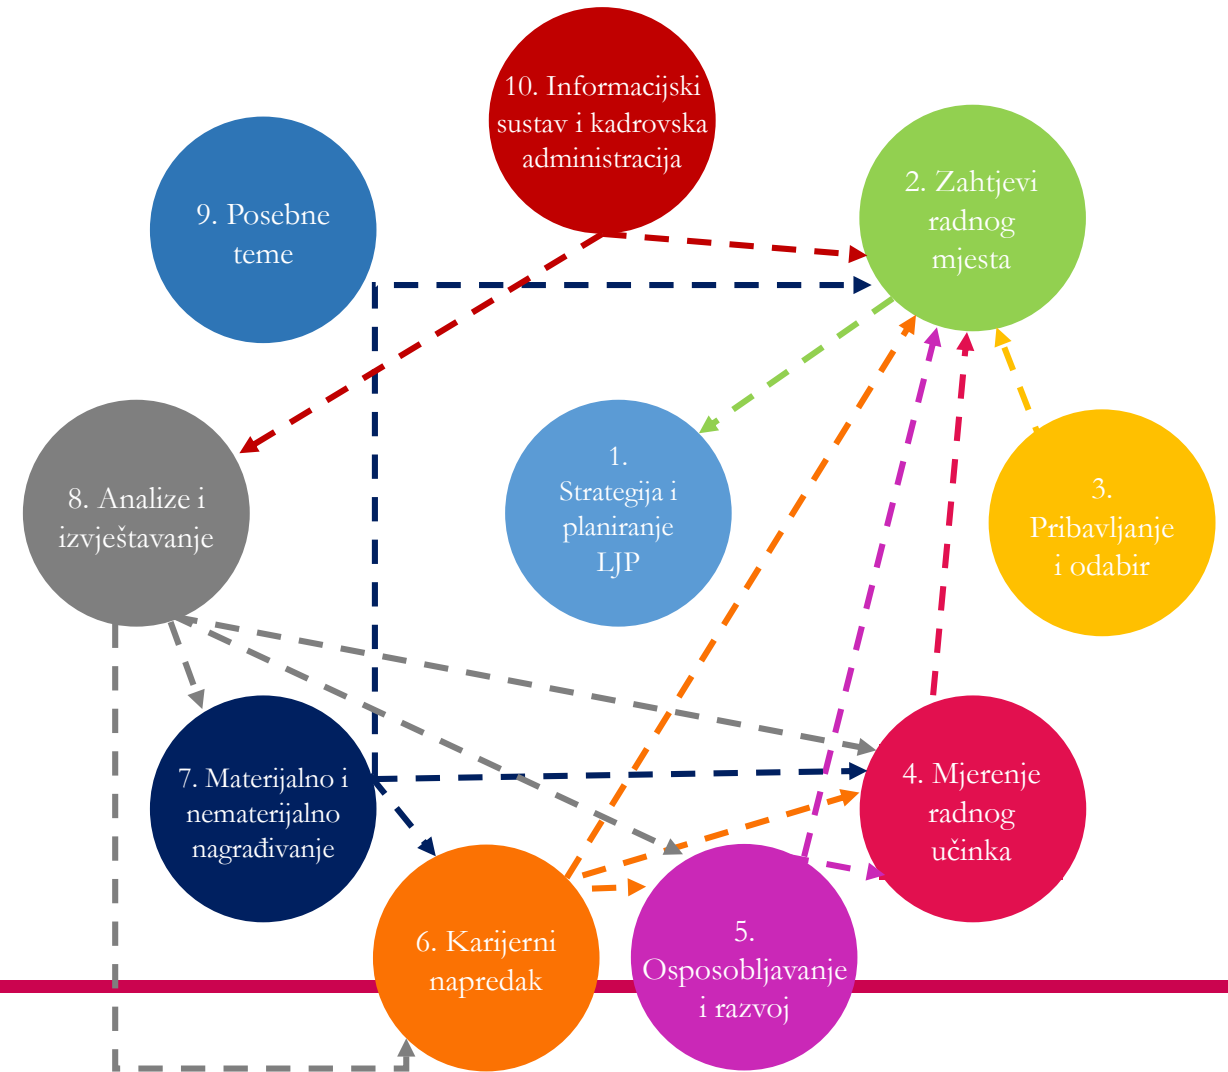 10. Informacijski
sustav i kadrovska
administracija
2. Zahtjevi
radnog
mjesta
9. Posebne
teme
1.
Strategija i
planiranje
LJP
3.
Pribavljanje
i odabir
8. Analize i
izvještavanje
7. Materijalno i
nematerijalno
nagrađivanje
4. Mjerenje
radnog
učinka
6. Karijerni
napredak
5.
Osposobljavanje
i razvoj